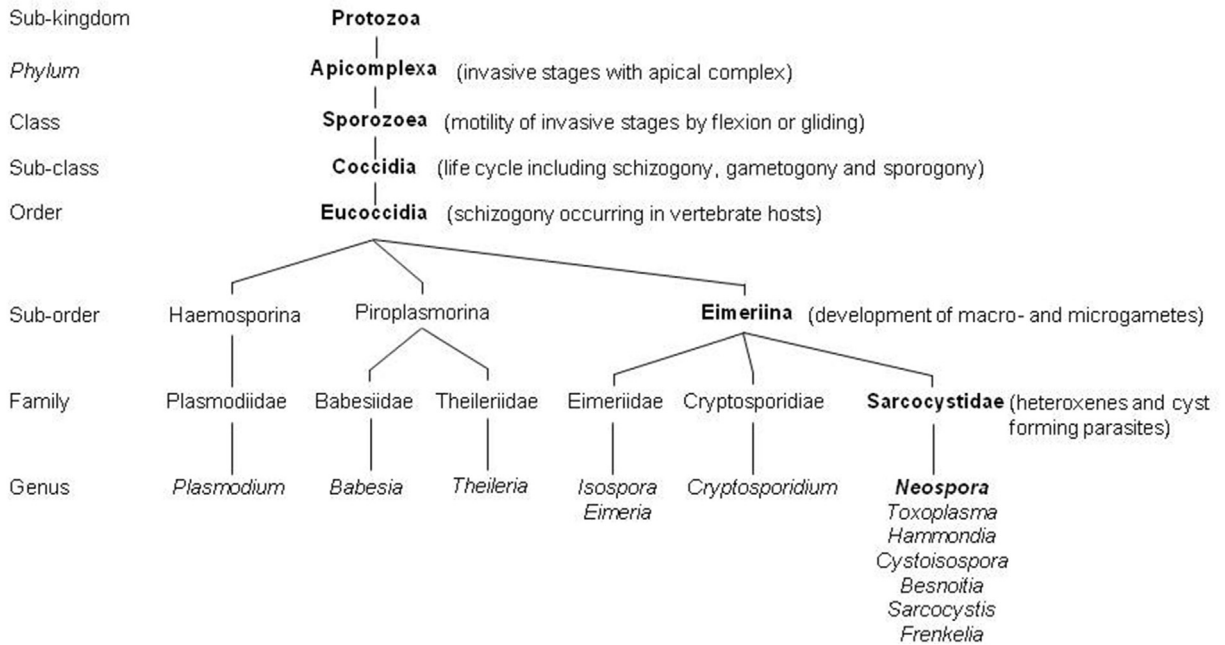 Sub-kingdom Protozoa
Phylum Apicomplexa (invasive stages with apical complex)
Class Sporozoea (motility of invasive stages by flexion or gliding)
Sub-class Coccidia (life cycle including schizogony, gametogony and sporogony)
Order Eucoccidia (schizogony occurring in vertebrate hosts)
Sub-order Haemosporina Piroplasmorina Eimeriina (development of macro- and microgametes)
Family Plasmodiidae Babesiidae Theileriidae Eimeriidae Cryptosporidiae Sarcocystidae (heteroxenes and cyst
forming parasites)
Genus Plasmodium Babesia Theileria Isospora Cryptosporidium Neospora
Eimeria Toxoplasma
Hammondia
Cystoisospora
Besnoitia
Sarcocystis
Frenkelia